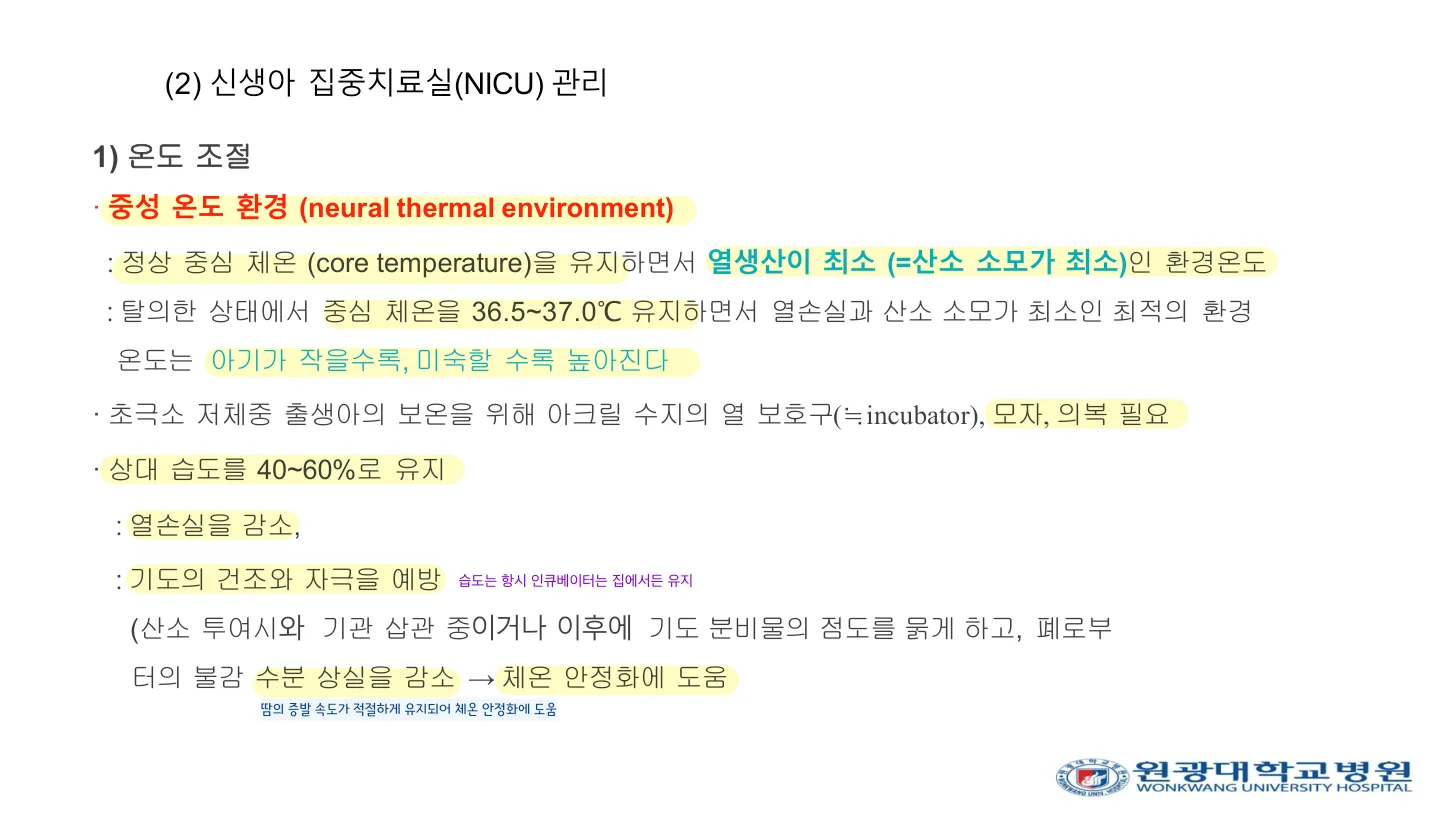 (2) 신생아 집중치료실(NICU) 관리
1) 온도 조절
· 중성 온도 환경 (neural thermal environment)
: 정상 중심 체온 (core temperature)을 유지하면서 열생산이 최소 (=산소 소모가 최소)인 환경온도
: 탈의한 상태에서 중심 체온을 36.5~37.0℃ 유지하면서 열손실과 산소 소모가 최소인 최적의 환경
온도는 아기가 작을수록, 미숙할 수록 높아진다
· 초극소 저체중 출생아의 보온을 위해 아크릴 수지의 열 보호구(≒incubator), 모자, 의복 필요
· 상대 습도를 40~60%로 유지
: 열손실을 감소,
: 기도의 건조와 자극을 예방 습도는 항시 인큐베이터는 집에서든 유지
(산소 투여시와 기관 삽관 중이거나 이후에 기도 분비물의 점도를 묽게 하고, 폐로부
터의 불감 수분 상실을 감소 → 체온 안정화에 도움
땀의 증발 속도가 적절하게 유지되어 체온 안정화에 도움
원광대학교병원
WONKWANG UNIVERSITY HOSPITAL